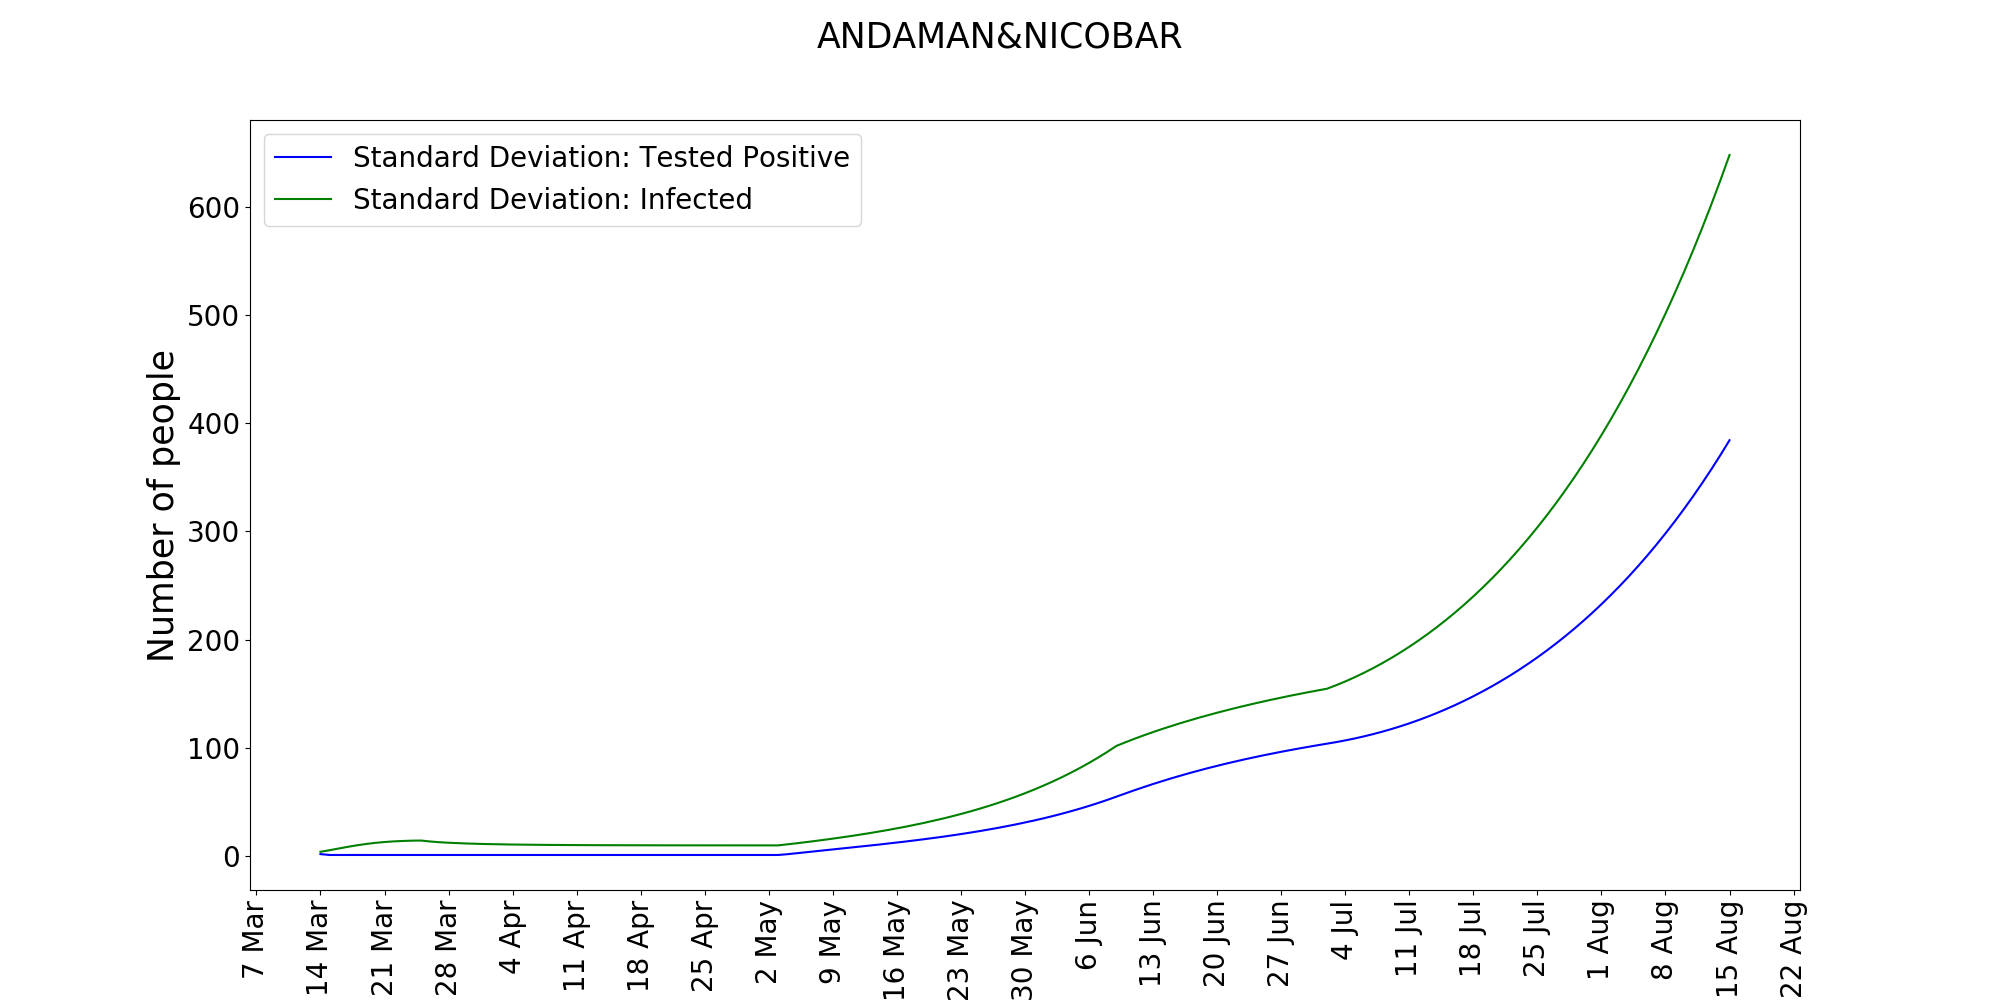 ANDAMAN&NICOBAR
Standard Deviation: Tested Positive
Standard Deviation: Infected
Number of people
600
500
400
300
200
100
0
7 Mar
14 Mar
21 Mar
28 Mar
4 Apr
11 Apr
18 Apr
25 Apr
2 May
9 May
16 May
23 May
30 May
6 Jun
13 Jun
20 Jun
27 Jun
4 Jul
11 Jul
18 Jul
25 Jul
1 Aug
8 Aug
15 Aug
22 Aug